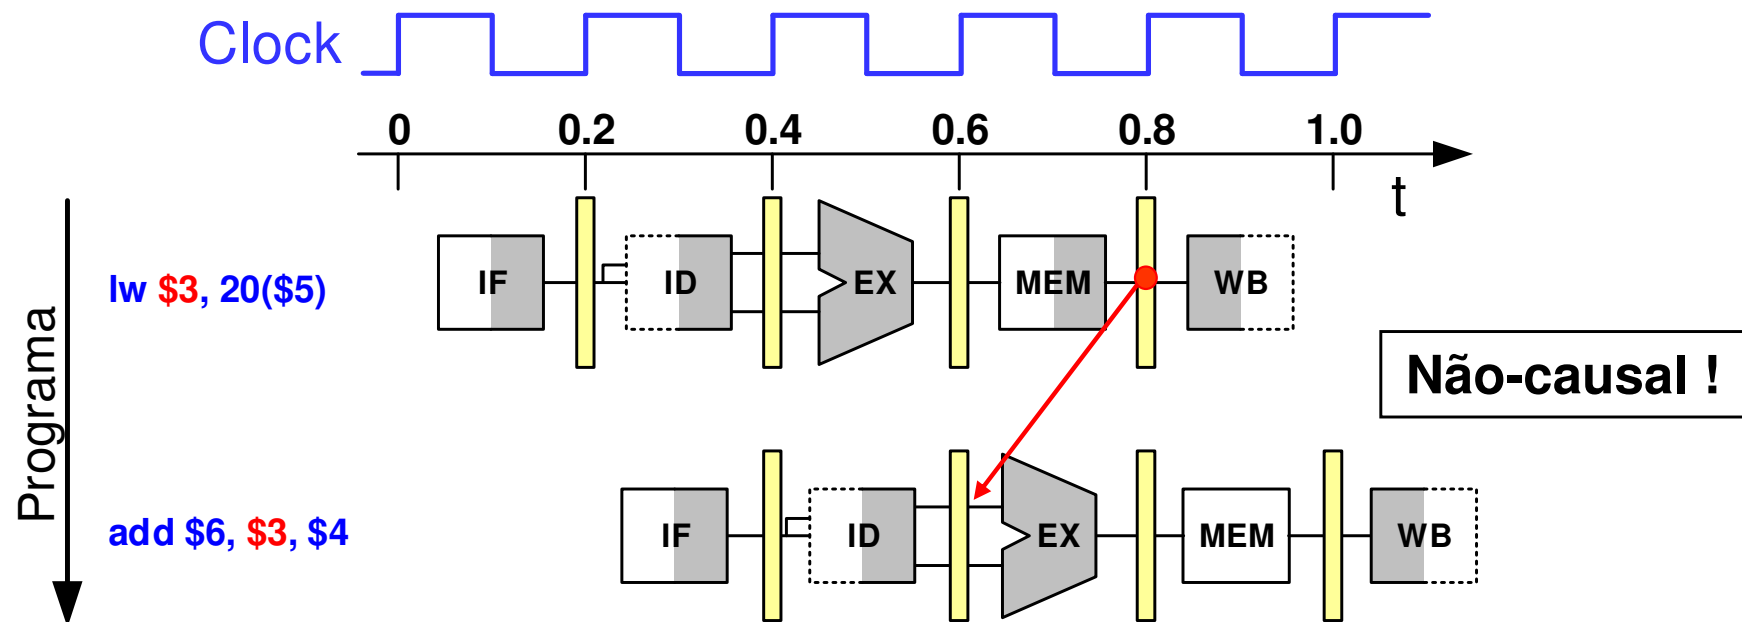 Clock
0 0.2 0.4 0.6 0.8 1.0
t
Programa
lw $3, 20($5)
IF ID EX MEM WB
Não-causal !
add $6, $3, $4
IF ID EX MEM WB